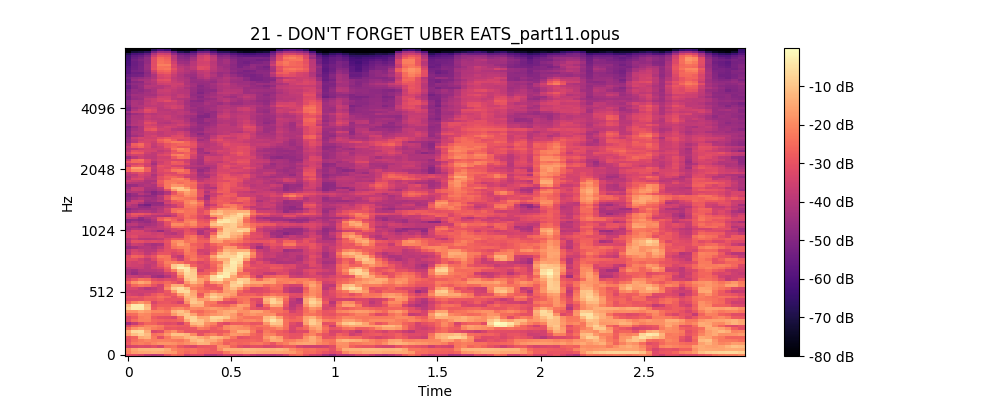 21 - DON'T FORGET UBER EATS_part11.opus
4096
2048
1024
512
0
Hz
0
0.5
1
1.5
2
2.5
Time
-10 dB
-20 dB
-30 dB
-40 dB
-50 dB
-60 dB
-70 dB
-80 dB